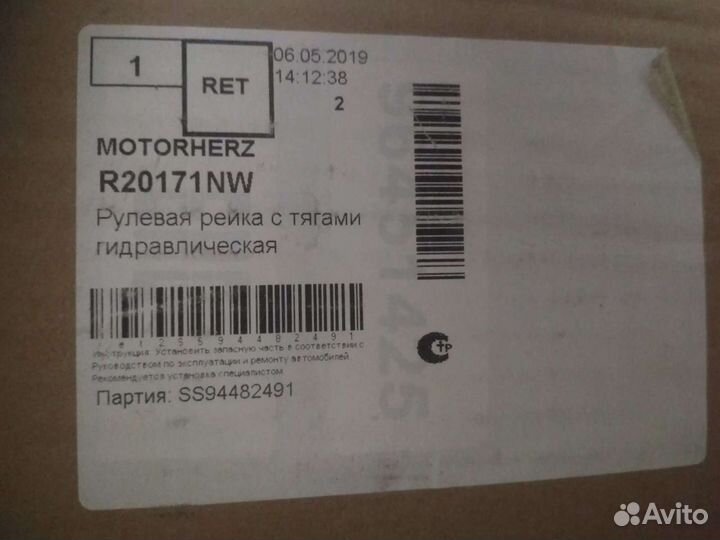 1
RET
06.05.2019
14:12:38
2
MOTORHERZ
R20171NW
Рулевая рейка с тягами
гидравлическая
Инструкция: Установить запасную часть в соответствии с
Руководством по эксплуатации и ремонту автомобилей.
Рекомендуется установка специалистом.
Партия: SS94482491
Стр
Avito